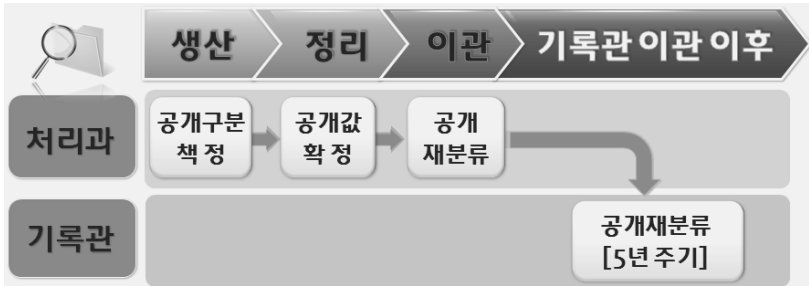 생산
정리
이관
기록관 이관 이후
처리과
공개구분
책 정
공개값
확 정
공개
재분류
기록관
공개재분류
[5년 주기]